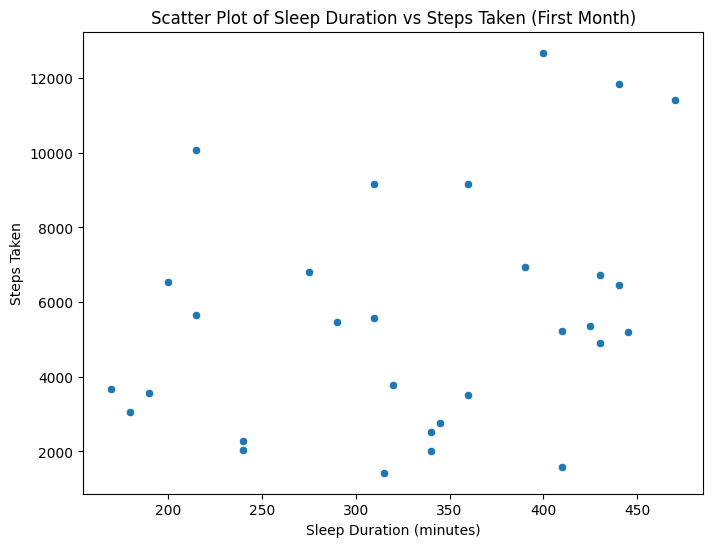 Scatter Plot of Sleep Duration vs Steps Taken (First Month)
Steps Taken
12000
10000
8000
6000
4000
2000
200 250 300 350 400 450
Sleep Duration (minutes)